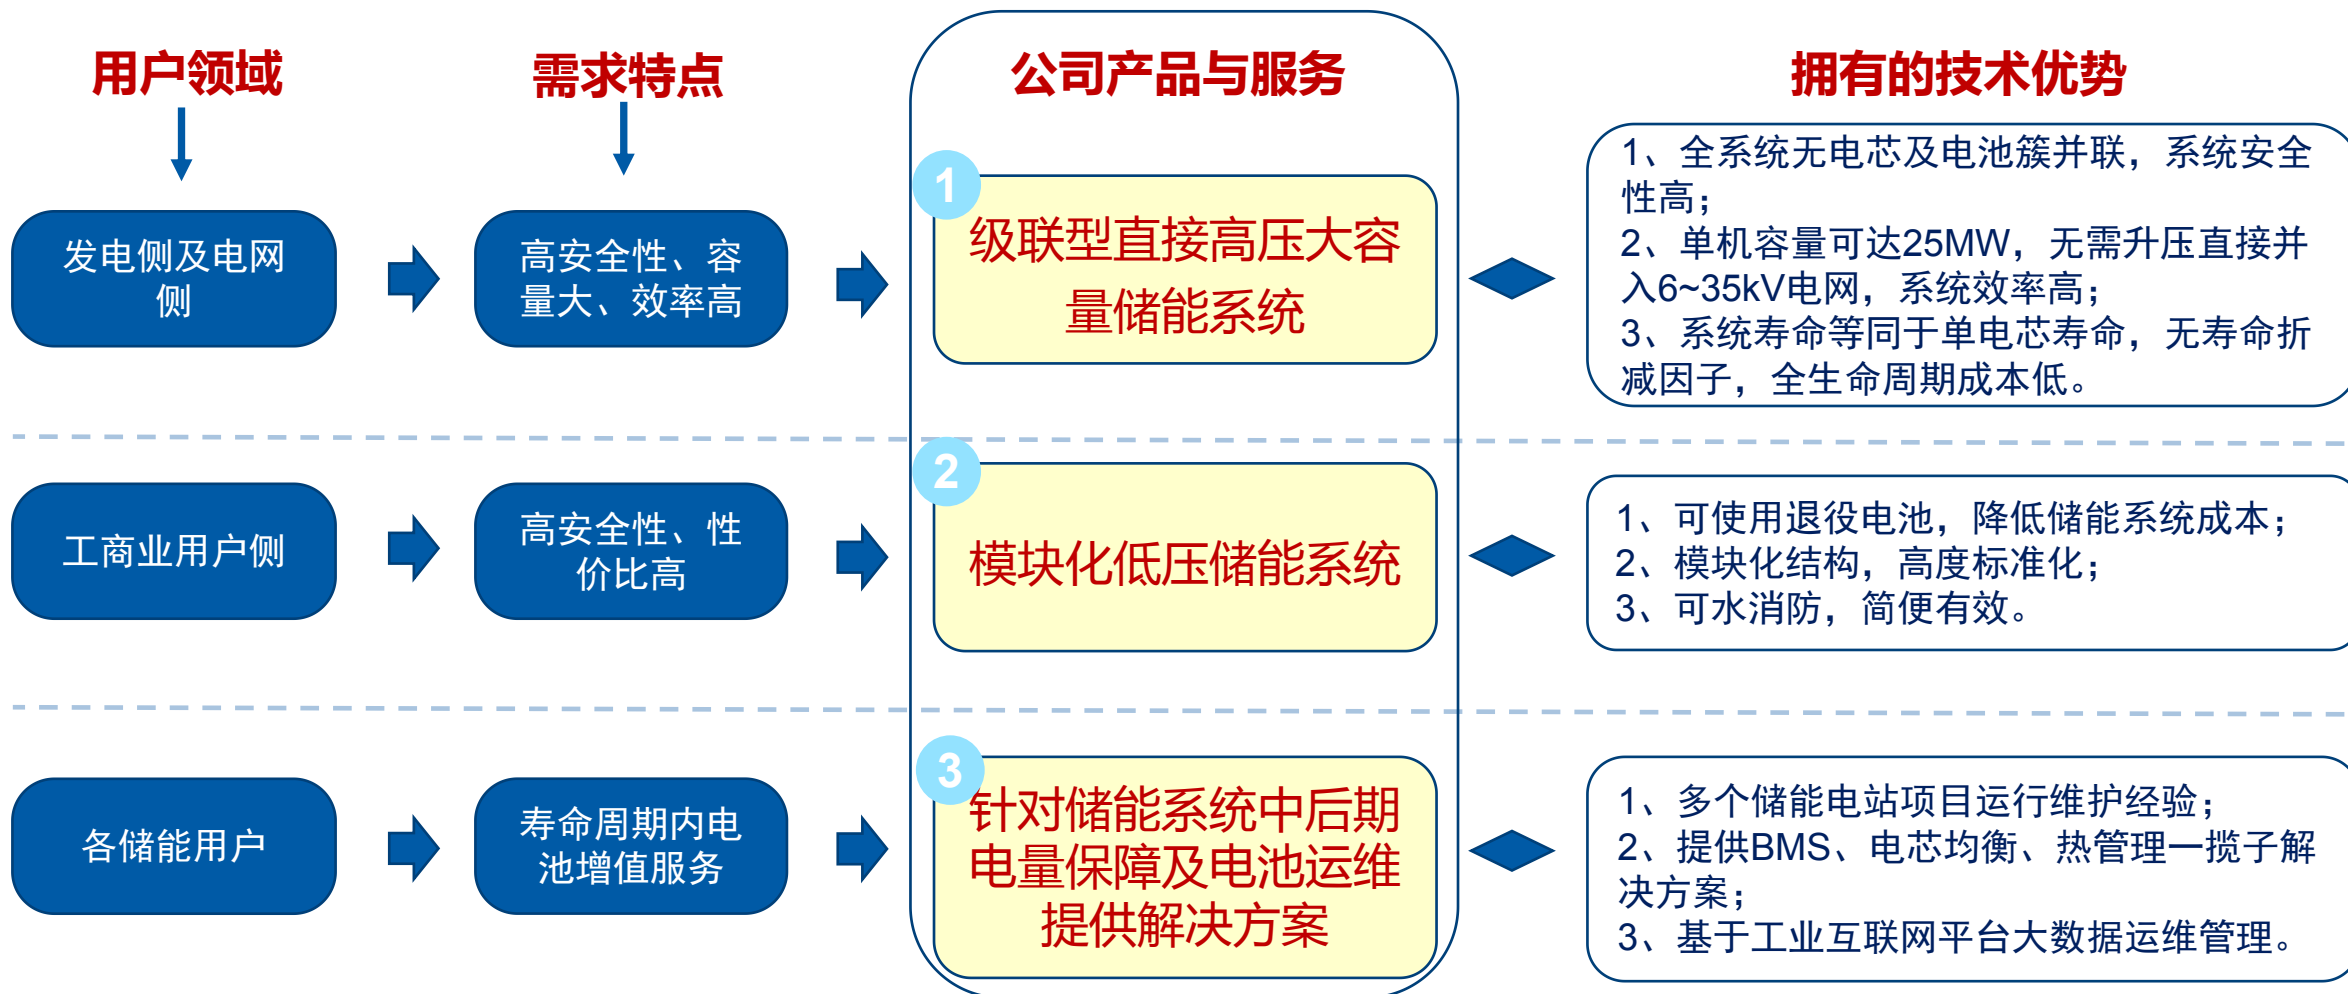 用户领域
需求特点
公司产品与服务
拥有的技术优势
发电侧及电网
侧
高安全性、容
量大、效率高
1
级联型直接高压大容
量储能系统
1、全系统无电芯及电池簇并联，系统安全
性高；
2、单机容量可达25MW，无需升压直接并
入6~35kV电网，系统效率高；
3、系统寿命等同于单电芯寿命，无寿命折
减因子，全生命周期成本低。
工商业用户侧
高安全性、性
价比高
2
模块化低压储能系统
1、可使用退役电池，降低储能系统成本；
2、模块化结构，高度标准化；
3、可水消防，简便有效。
各储能用户
寿命周期内电
池增值服务
3
针对储能系统中后期
电量保障及电池运维
提供解决方案
1、多个储能电站项目运行维护经验；
2、提供BMS、电芯均衡、热管理一揽子解
决方案；
3、基于工业互联网平台大数据运维管理。